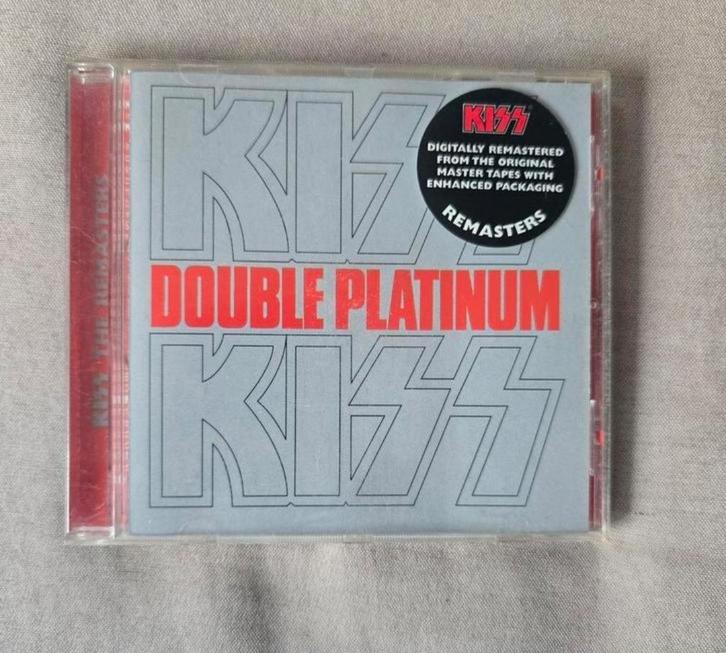 KISS
KISS
DIGITALLY REMASTERED
FROM THE ORIGINAL
MASTER TAPES WITH
ENHANCED PACKAGING
REMASTERS
DOUBLE PLATINUM
KISS
KISS THE REMASTERS